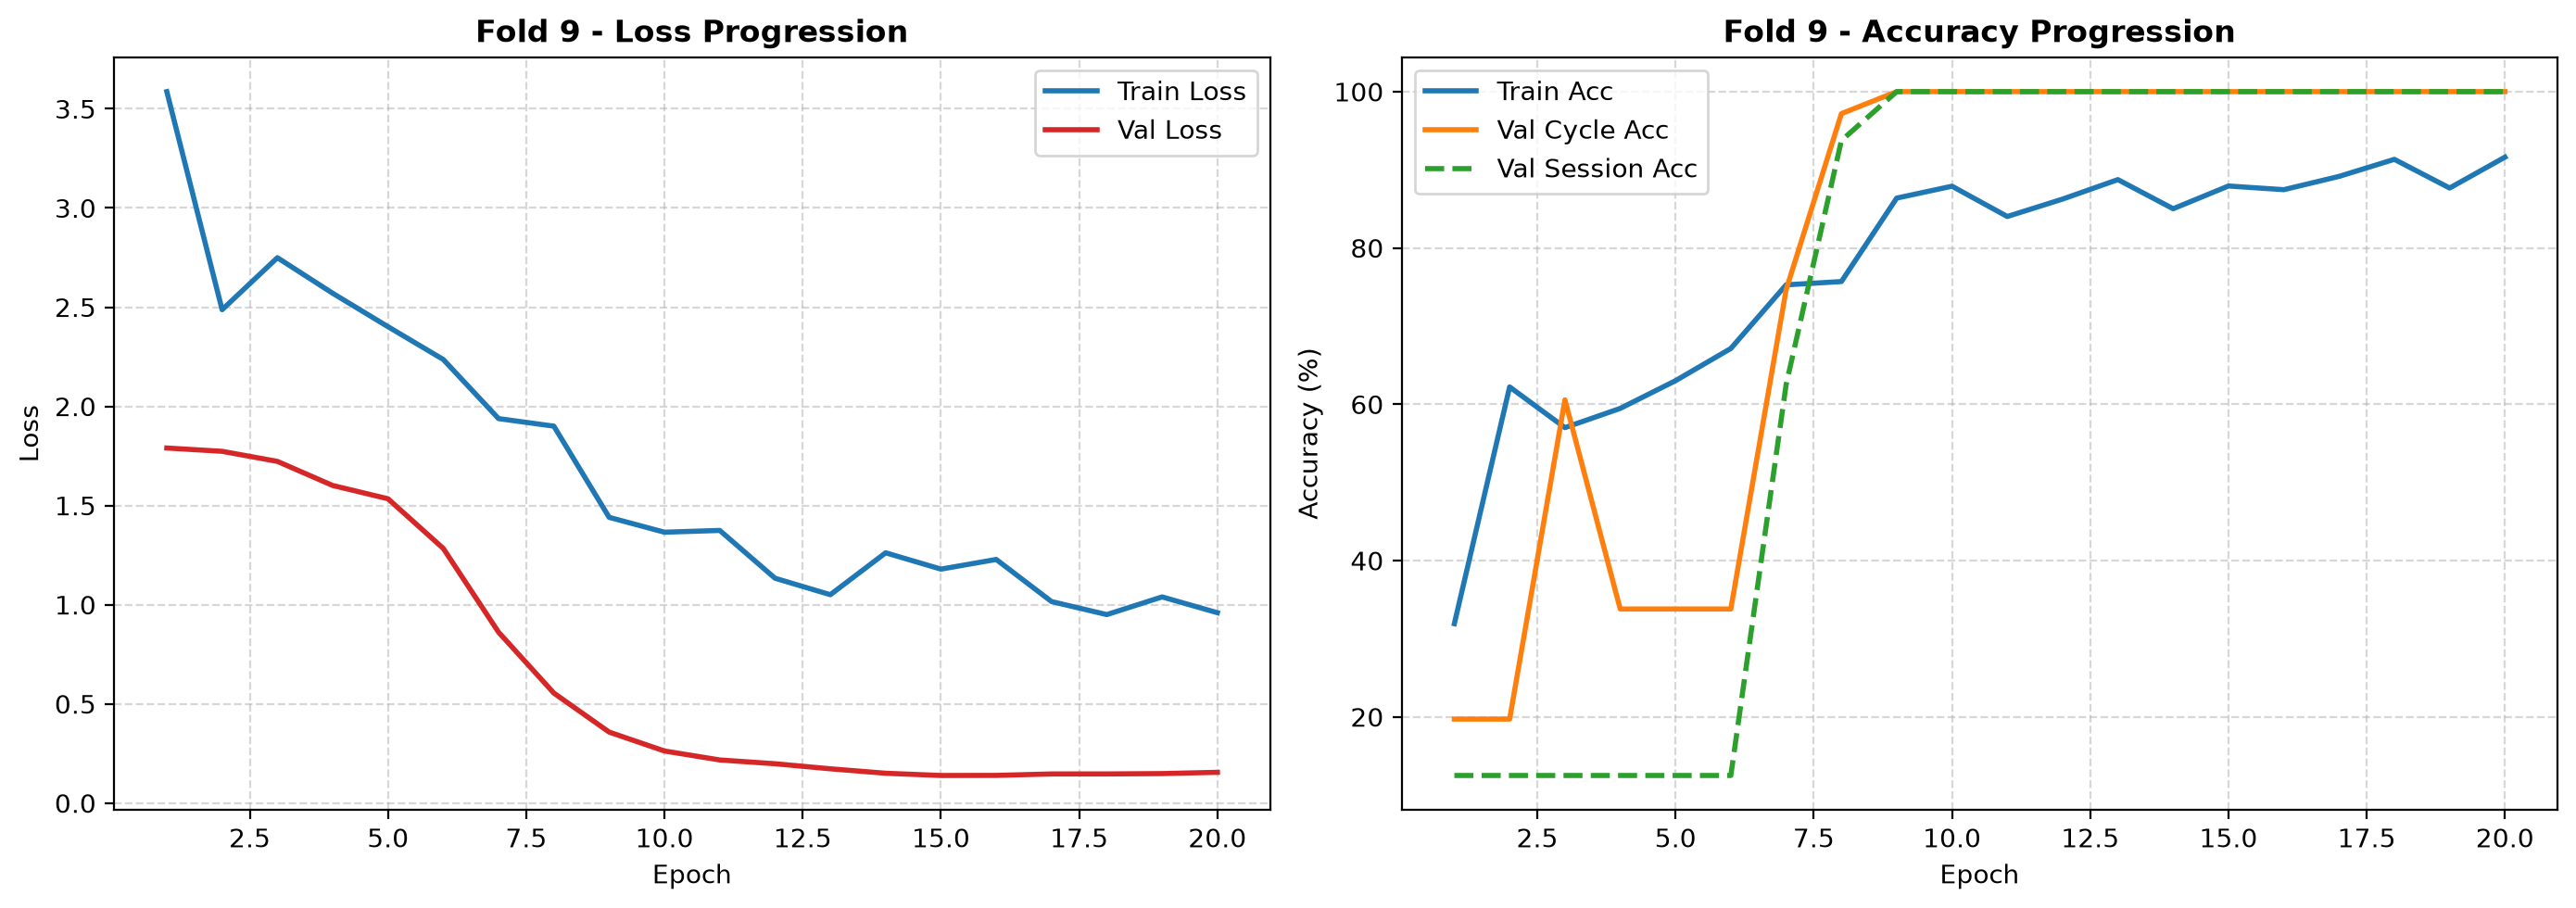 Fold 9 - Loss Progression
Train Loss
Val Loss
3.5
3.0
2.5
2.0
1.5
1.0
0.5
0.0
Loss
2.5 5.0 7.5 10.0 12.5 15.0 17.5 20.0
Epoch
Fold 9 - Accuracy Progression
Train Acc
Val Cycle Acc
Val Session Acc
100
80
60
40
20
Accuracy (%)
2.5 5.0 7.5 10.0 12.5 15.0 17.5 20.0
Epoch